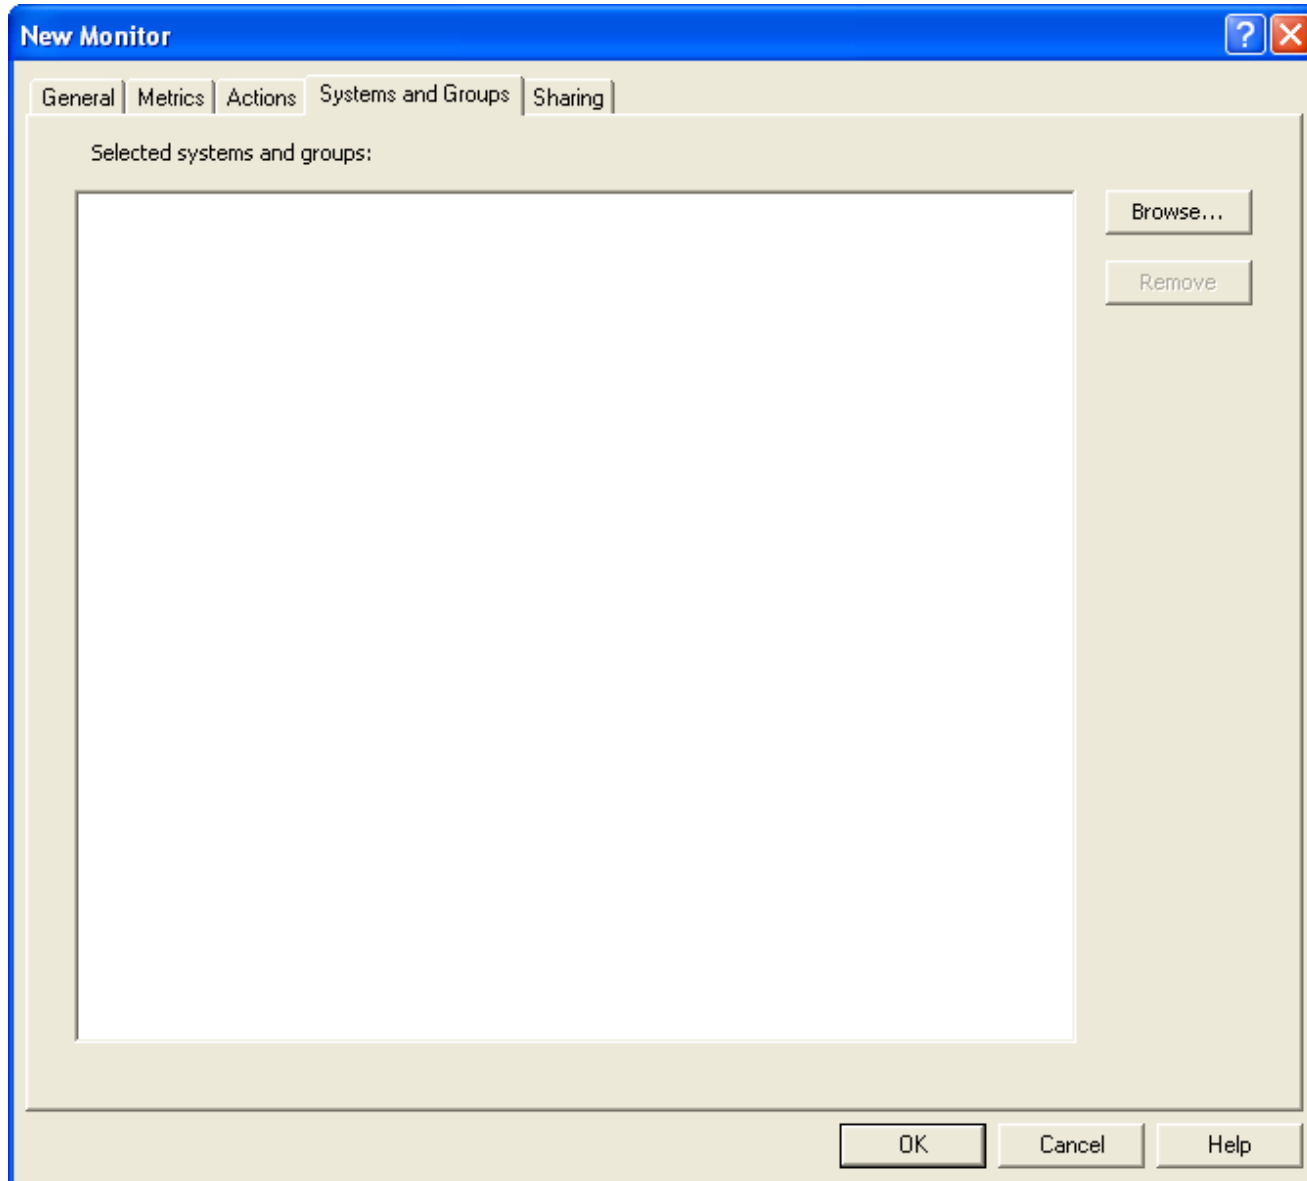 New Monitor
?
General Metrics Actions Systems and Groups Sharing
Selected systems and groups:
Browse...
Remove
OK Cancel Help